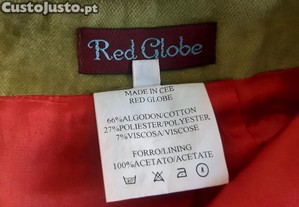 CustoJusto.pt
Red Globe
MADE IN CEE
RED GLOBE
66%ALGODON/COTTON
27%POLIESTER/POLYESTER
7%VISCOSA/VISCOSE
FORRO/LINING
100%ACETATO/ACETATE